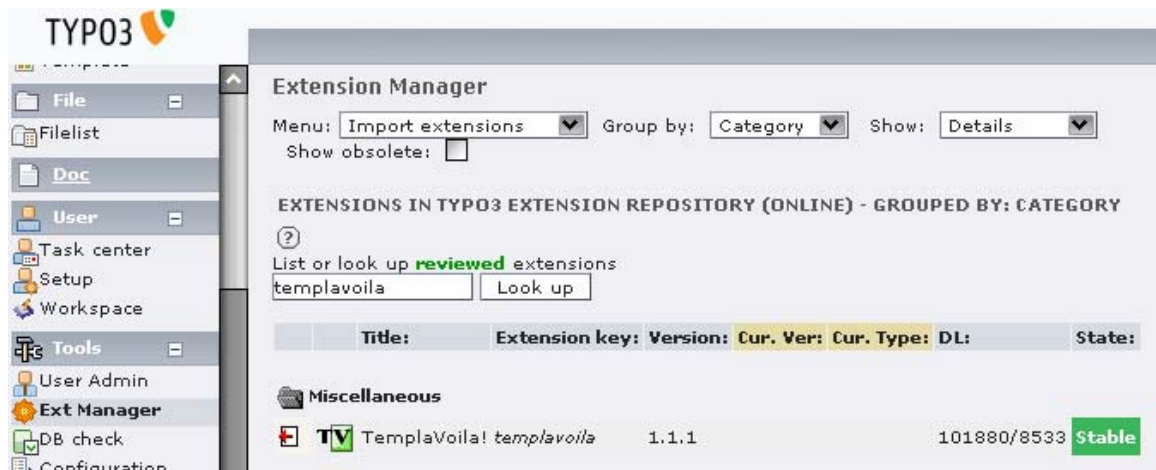 TYPO3
Template
File
Filelist
Doc
User
Task center
Setup
Workspace
Tools
User Admin
Ext Manager
DB check
Configuration
Extension Manager
Menu: Import extensions Group by: Category Show: Details
Show obsolete:
EXTENSIONS IN TYPO3 EXTENSION REPOSITORY (ONLINE) - GROUPED BY: CATEGORY
?
List or look up reviewed extensions
templavoila Look up
Title: Extension key: Version: Cur. Ver: Cur. Type: DL: State:
Miscellaneous
TV TemplaVoila! templavoila 1.1.1 101880/8533 Stable